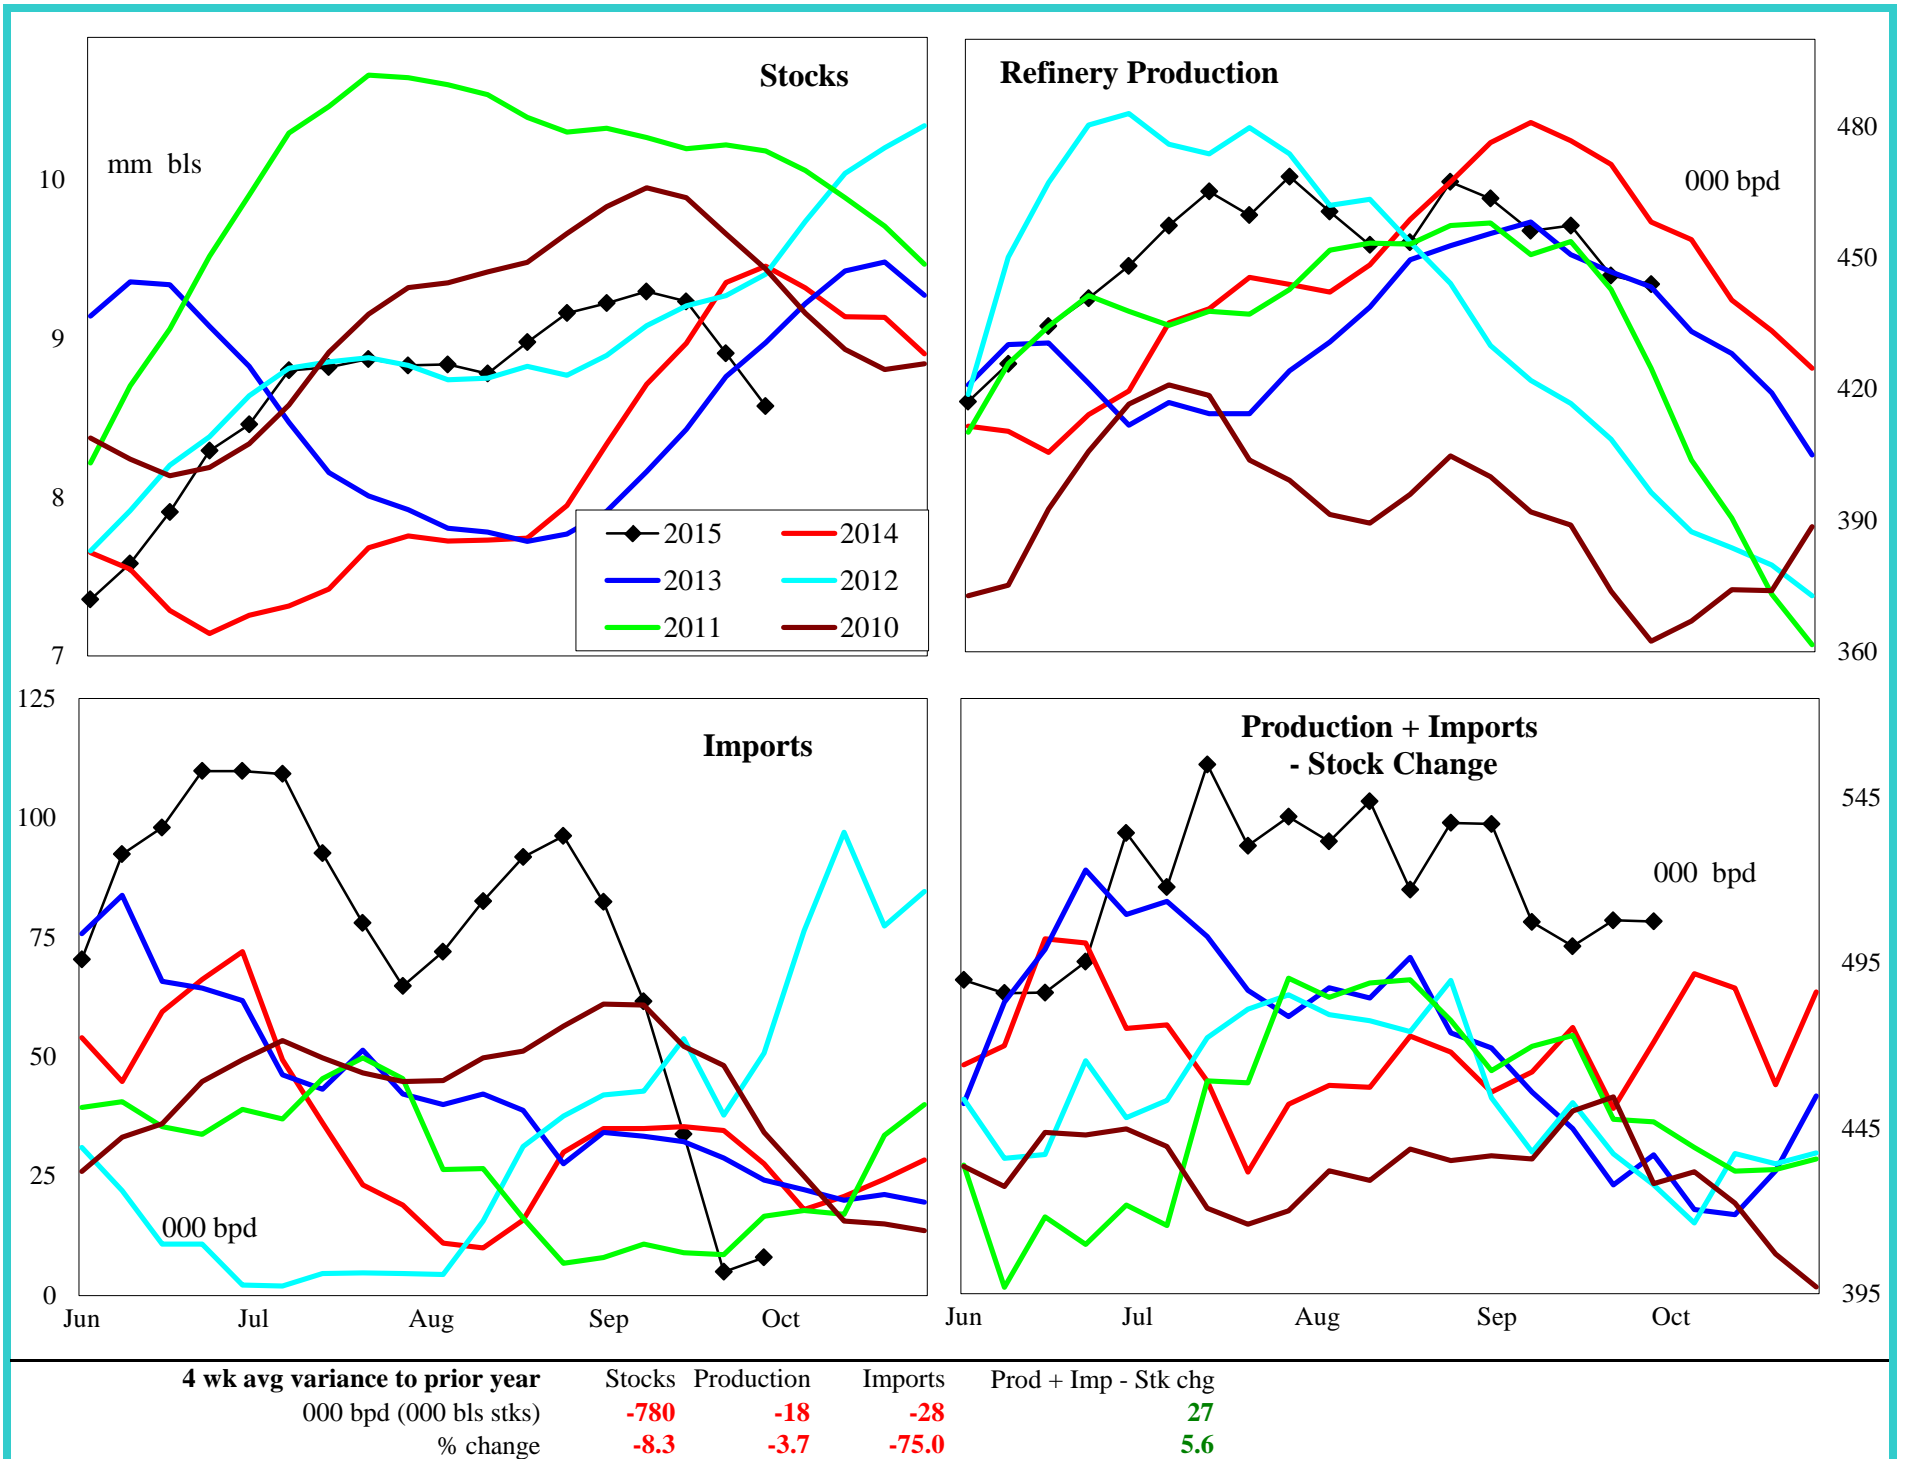 Stocks
mm bls
10
9
8
7
2015
2014
2013
2012
2011
2010
Refinery Production
000 bpd
480
450
420
390
360
Imports
125
100
75
50
25
0
000 bpd
Jun Jul Aug Sep Oct
Production + Imports
- Stock Change
000 bpd
545
495
445
395
Jun Jul Aug Sep Oct
4 wk avg variance to prior year Stocks Production Imports Prod + Imp - Stk chg
000 bpd (000 bls stks) -780 -18 -28 27
% change -8.3 -3.7 -75.0 5.6